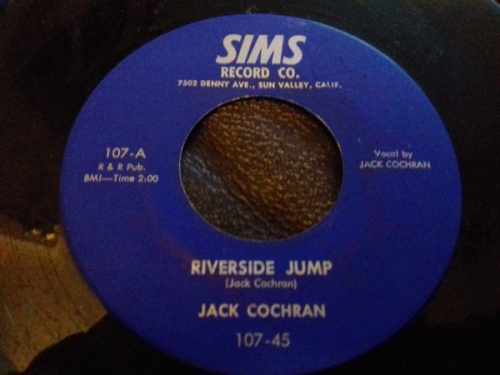 SIMS
RECORD CO.
7503 DENNY AVE., SUN VALLEY, CALIF.
107-A
R & R Pub.
BMI—Time 2:00
Vocal by
JACK COCHRAN
RIVERSIDE JUMP
(Jack Cochran)
JACK COCHRAN
107-45